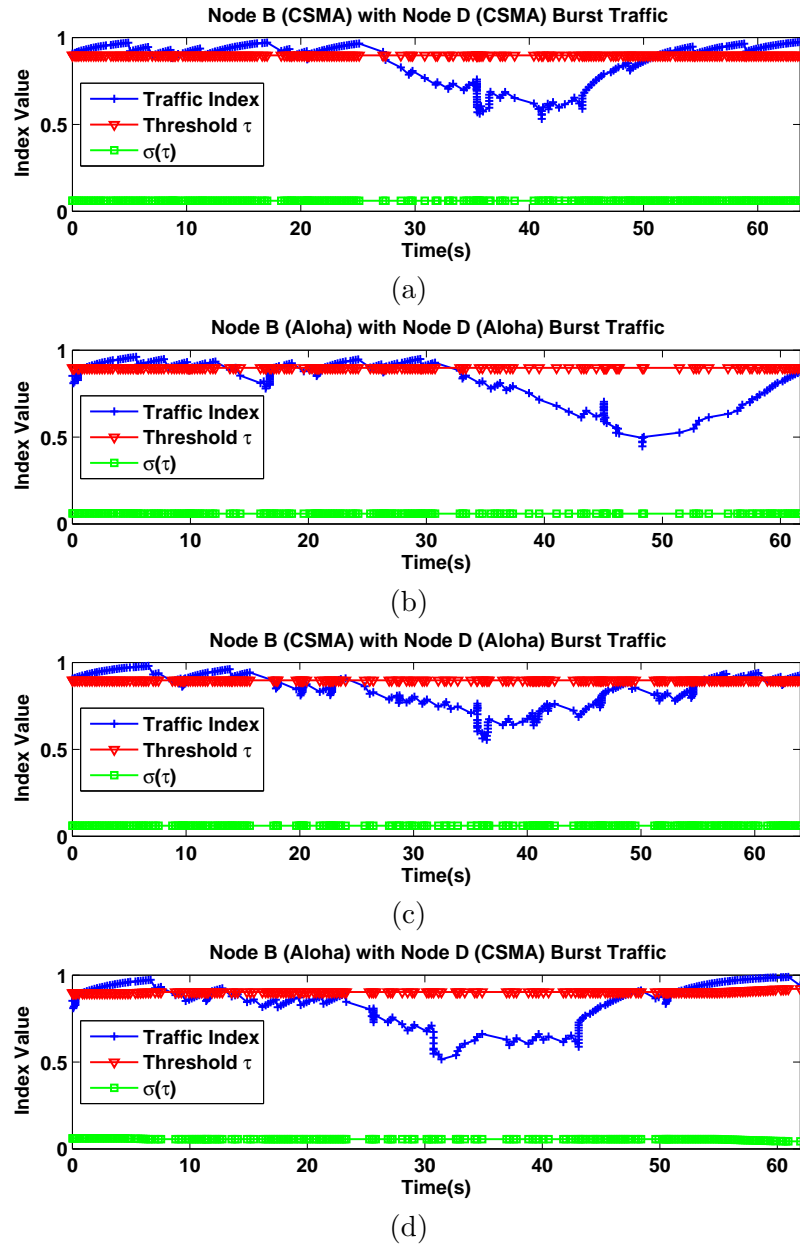 Node B (CSMA) with Node D (CSMA) Burst Traffic
1
0.5
0
Index Value
Traffic Index
Threshold τ
σ(τ)
0 10 20 30 40 50 60
Time(s)
(a)
Node B (Aloha) with Node D (Aloha) Burst Traffic
1
0.5
0
Index Value
Traffic Index
Threshold τ
σ(τ)
0 10 20 30 40 50 60
Time(s)
(b)
Node B (CSMA) with Node D (Aloha) Burst Traffic
1
0.5
0
Index Value
Traffic Index
Threshold τ
σ(τ)
0 10 20 30 40 50 60
Time(s)
(c)
Node B (Aloha) with Node D (CSMA) Burst Traffic
1
0.5
0
Index Value
Traffic Index
Threshold τ
σ(τ)
0 10 20 30 40 50 60
Time(s)
(d)